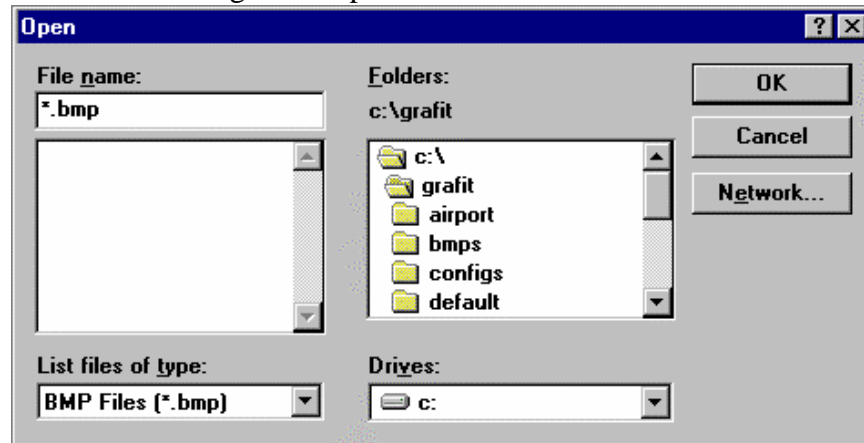 Open
File name:
*.bmp
Folders:
c:\grafit
c:\
grafit
airport
bmps
configs
default
OK
Cancel
Network...
List files of type:
BMP Files (*.bmp)
Drives:
c: